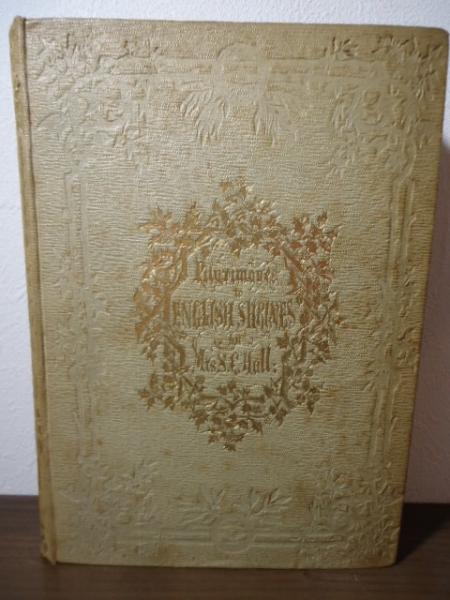 Pilgrimages
to
ENGLISH SHRINES
by
Mrs. S. C. Hall.